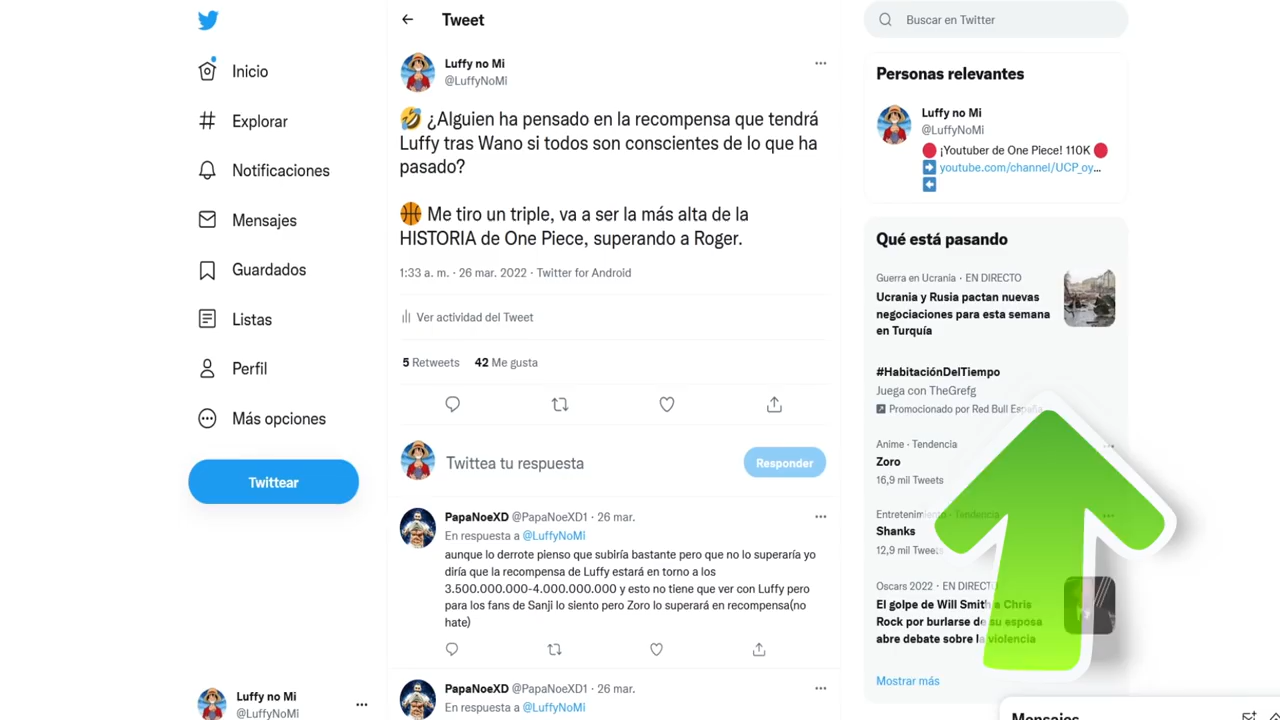 Inicio
Explorar
Notificaciones
Mensajes
Guardados
Listas
Perfil
Más opciones
Twittear
Luffy no Mi
@LuffyNoMi
Tweet
Luffy no Mi
@LuffyNoMi
🤣 ¿Alguien ha pensado en la recompensa que tendrá
Luffy tras Wano si todos son conscientes de lo que ha
pasado?
🏀 Me tiro un triple, va a ser la más alta de la
HISTORIA de One Piece, superando a Roger.
1:33 a. m. · 26 mar. 2022 · Twitter for Android
Ver actividad del Tweet
5 Retweets 42 Me gusta
Twittea tu respuesta
Responder
PapaNoeXD @PapaNoeXD1 · 26 mar.
En respuesta a @LuffyNoMi
aunque lo derrote pienso que subiría bastante pero que no lo superaría yo
diría que la recompensa de Luffy estará en torno a los
3.500.000.000-4.000.000.000 y esto no tiene que ver con Luffy pero
para los fans de Sanji lo siento pero Zoro lo superará en recompensa(no
hate)
PapaNoeXD @PapaNoeXD1 · 26 mar.
En respuesta a @LuffyNoMi
Buscar en Twitter
Personas relevantes
Luffy no Mi
@LuffyNoMi
🔴 ¡Youtuber de One Piece! 110K 🔴
➡️ youtube.com/channel/UCP_oy...
⬅️
Qué está pasando
Guerra en Ucrania · EN DIRECTO
Ucrania y Rusia pactan nuevas
negociaciones para esta semana
en Turquía
#HabitaciónDelTiempo
Juega con TheGrefg
Promocionado por Red Bull España
Anime · Tendencia
Zoro
16,9 mil Tweets
Entretenimiento · Tendencia
Shanks
12,9 mil Tweets
Oscars 2022 · EN DIRECTO
El golpe de Will Smith a Chris
Rock por burlarse de su esposa
abre debate sobre la violencia
Mostrar más
Mensajes